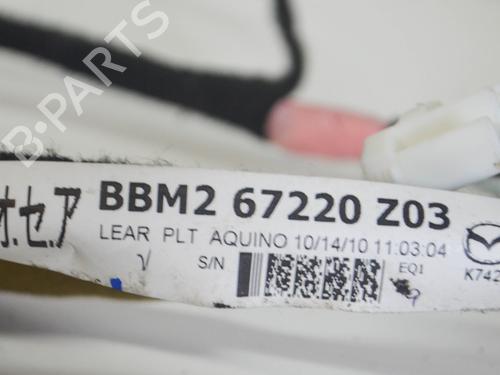 B-PARTS
オ.セ.ア BBM2 67220 Z03
LEAR PLT AQUINO 10/14/10 11:03:04
S/N EQ1 K742